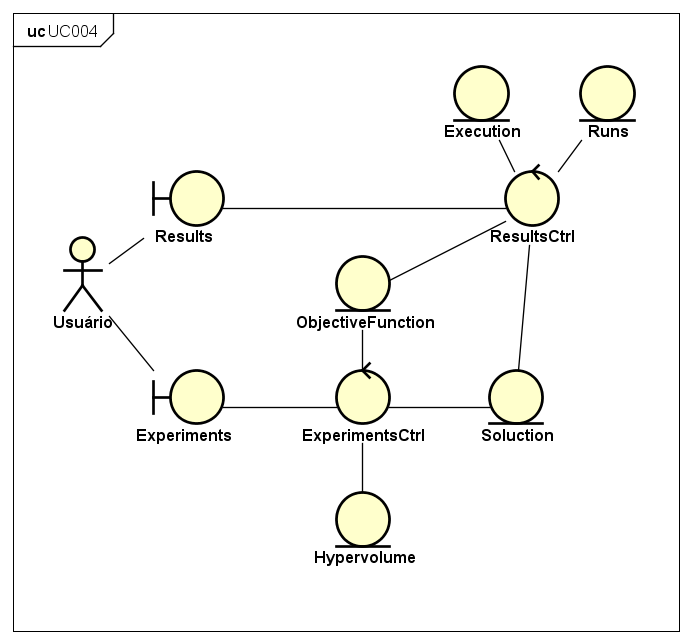 uc UC004
Execution
Runs
Results
ResultsCtrl
ObjectiveFunction
Usuário
Experiments
ExperimentsCtrl
Soluction
Hypervolume